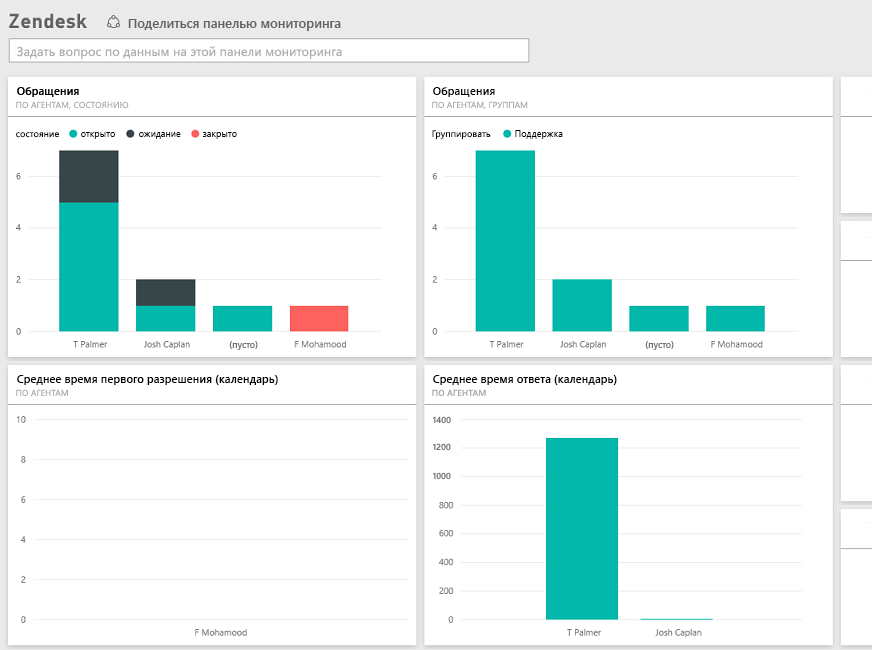 Zendesk Поделиться панелью мониторинга
Задать вопрос по данным на этой панели мониторинга
Обращения
ПО АГЕНТАМ, СОСТОЯНИЮ
состояние открыто ожидание закрыто
6
4
2
0
T Palmer Josh Caplan (пусто) F Mohamood
Обращения
ПО АГЕНТАМ, ГРУППАМ
Группировать Поддержка
6
4
2
0
T Palmer Josh Caplan (пусто) F Mohamood
Среднее время первого разрешения (календарь)
ПО АГЕНТАМ
10
8
6
4
2
0
F Mohamood
Среднее время ответа (календарь)
ПО АГЕНТАМ
1400
1200
1000
800
600
400
200
0
T Palmer Josh Caplan